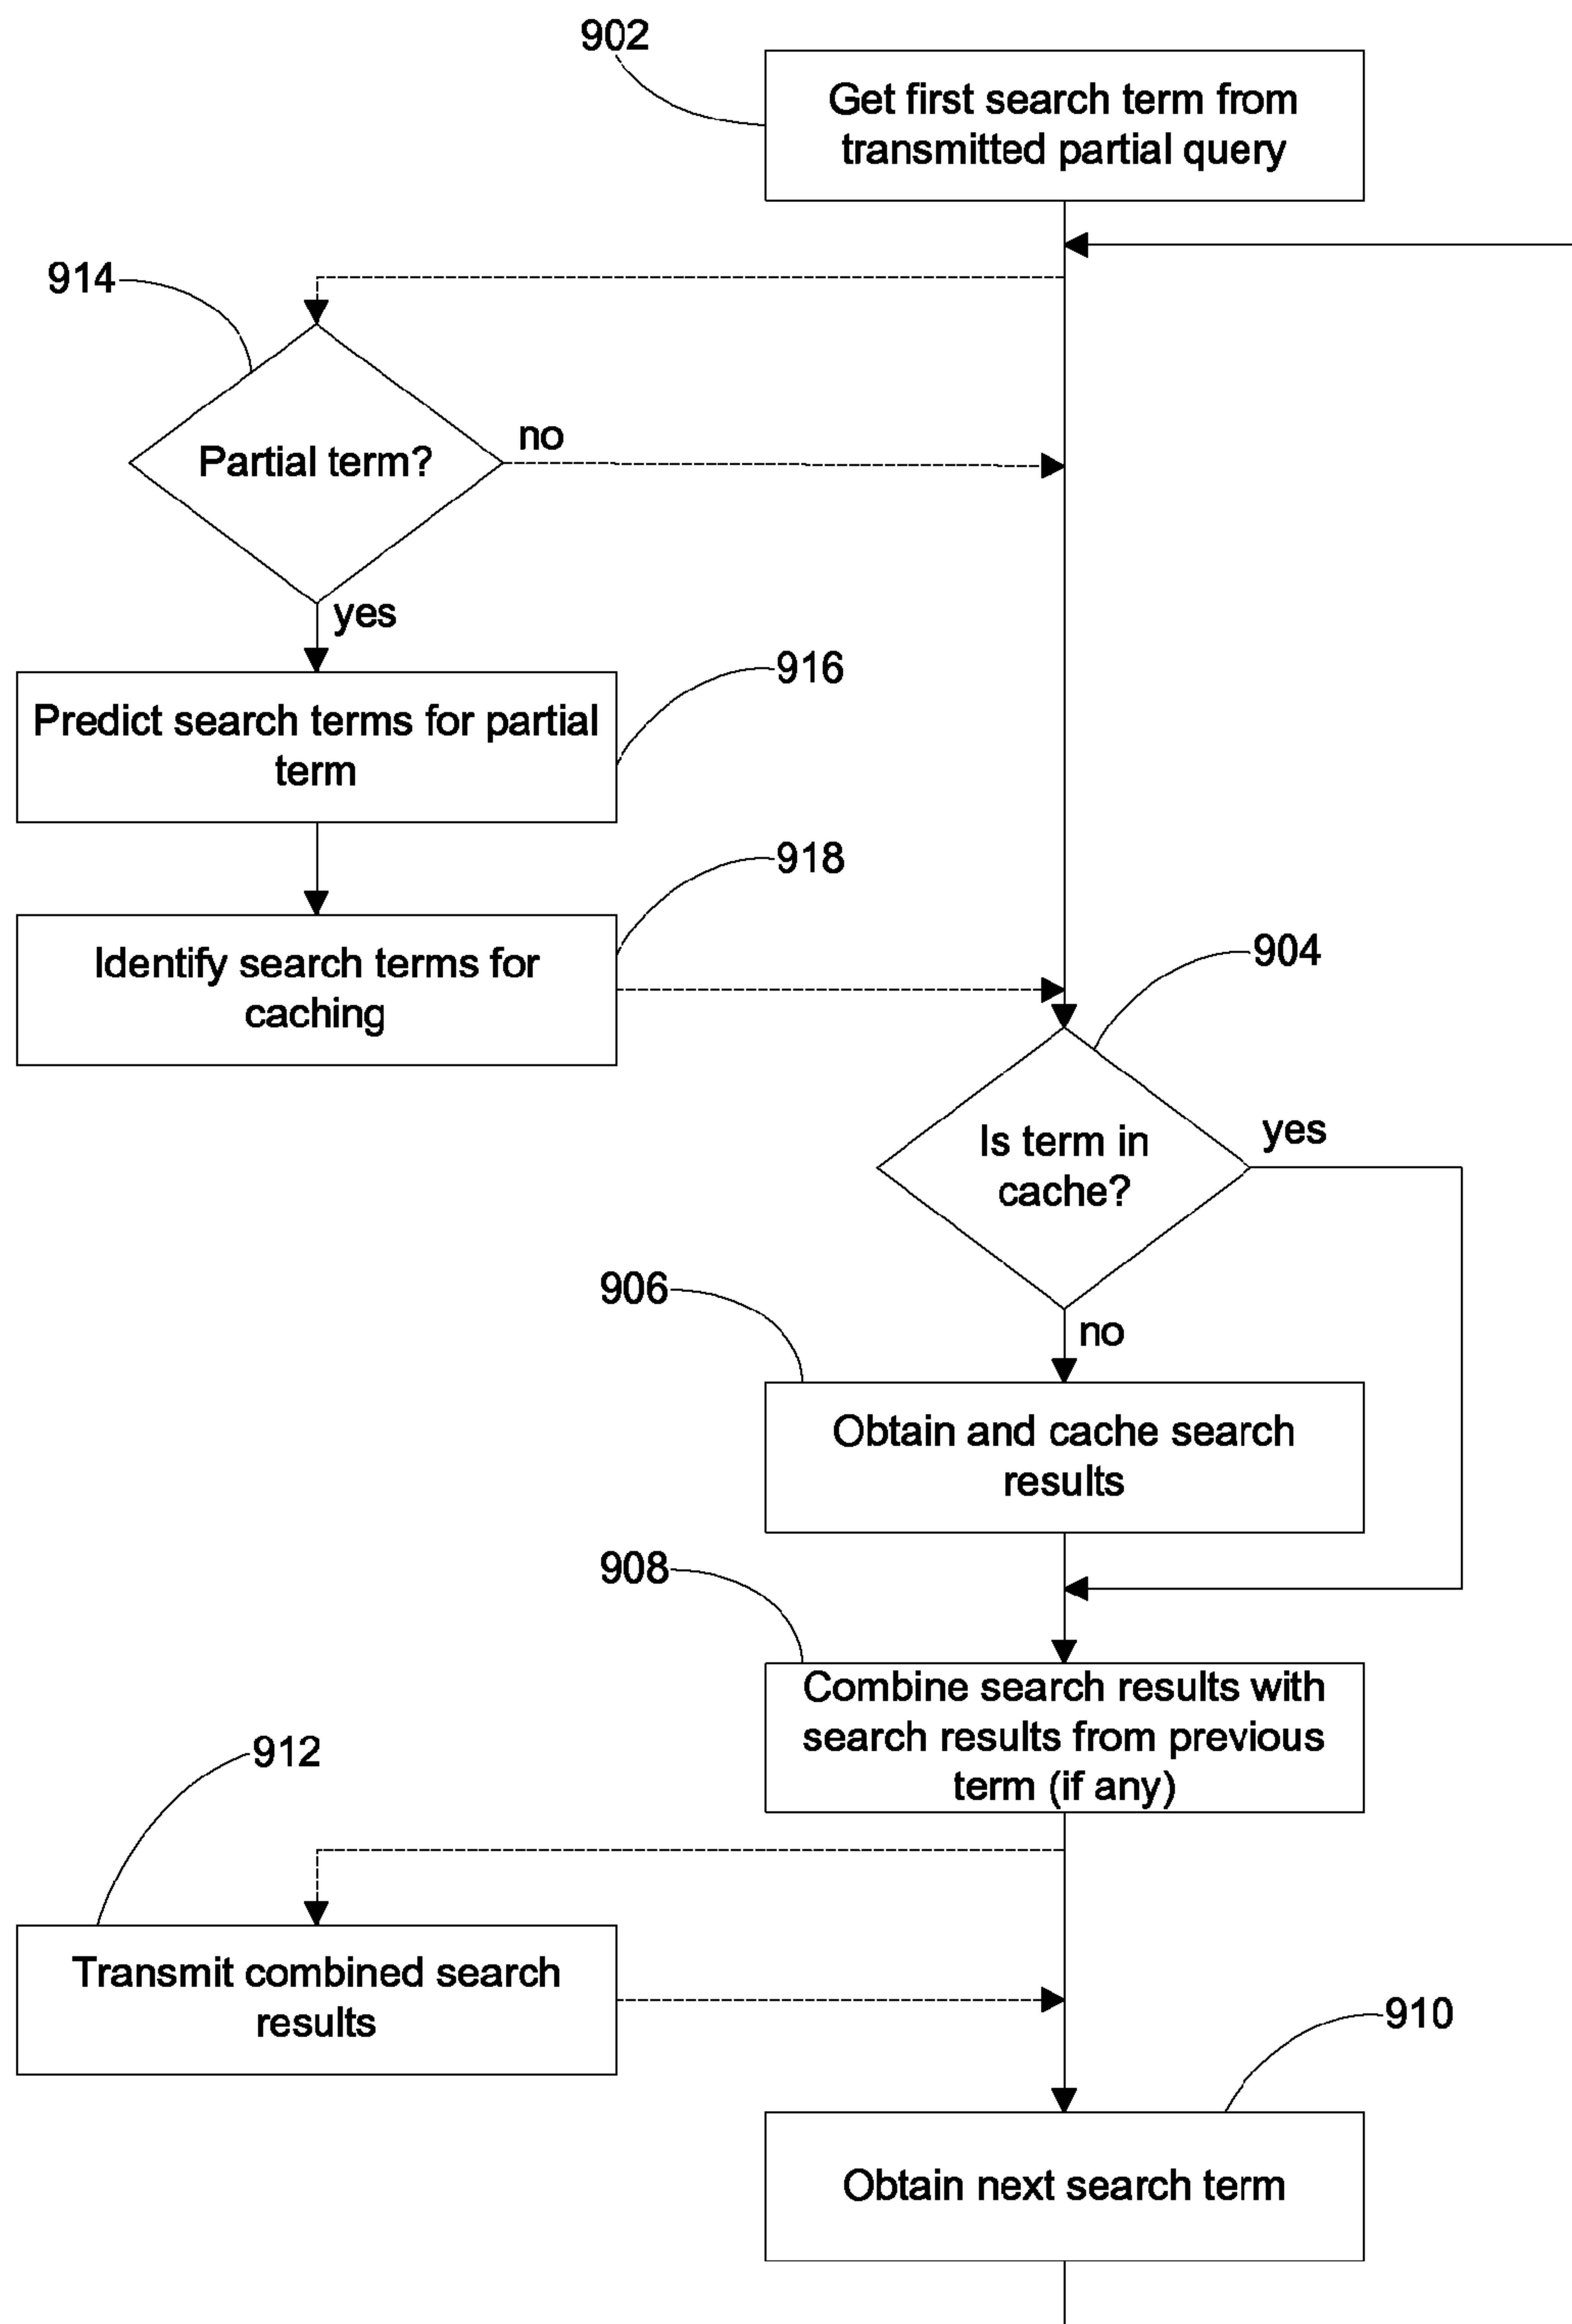 902
Get first search term from
transmitted partial query
914
Partial term?
no
yes
916
Predict search terms for partial
term
918
Identify search terms for
caching
904
Is term in
cache?
yes
906
no
Obtain and cache search
results
908
Combine search results with
search results from previous
term (if any)
912
Transmit combined search
results
910
Obtain next search term